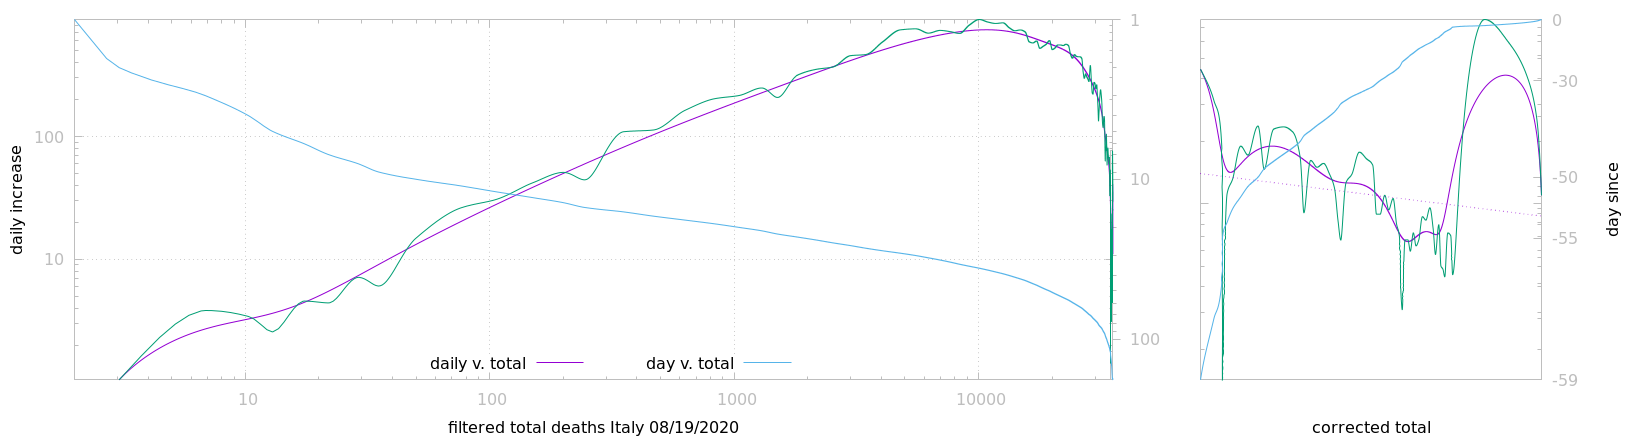 1
0
-30
100
daily increase
10
-50
day since
-55
10
daily v. total
day v. total
100
-59
10
100
1000
10000
filtered total deaths Italy 08/19/2020
corrected total